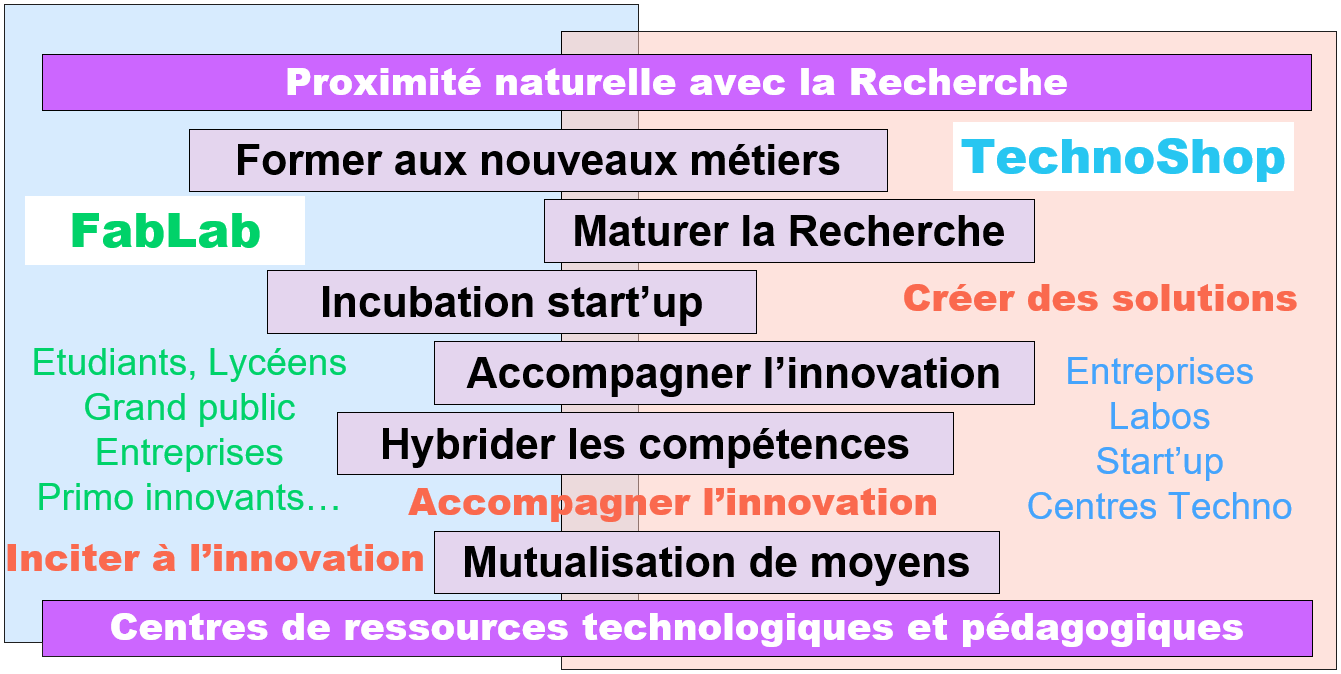 Proximité naturelle avec la Recherche
Former aux nouveaux métiers
TechnoShop
FabLab
Maturer la Recherche
Incubation start’up
Créer des solutions
Etudiants, Lycéens
Grand public
Entreprises
Primo innovants…
Accompagner l’innovation
Hybrider les compétences
Entreprises
Labos
Start’up
Centres Techno
Accompagner l’innovation
Inciter à l’innovation
Mutualisation de moyens
Centres de ressources technologiques et pédagogiques